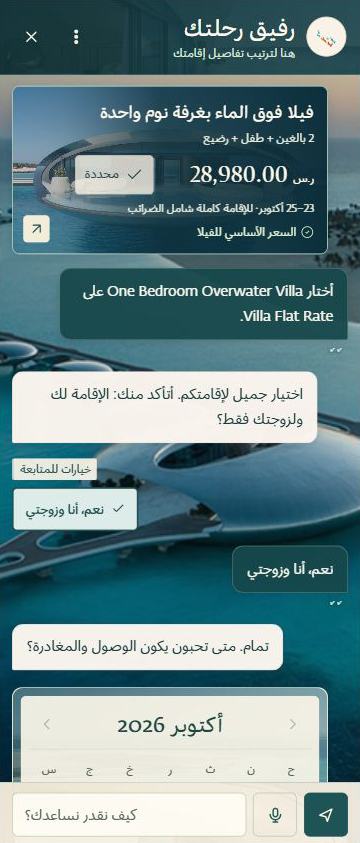 رفيق رحلتك
هنا لترتيب تفاصيل إقامتك
فيلا فوق الماء بغرفة نوم واحدة
2 بالغين + طفل + رضيع
ر.س 28,980.00
محددة
23–25 أكتوبر · للإقامة كاملة شامل الضرائب
السعر الأساسي للفيلا
أختار One Bedroom Overwater Villa على
Villa Flat Rate.
اختيار جميل لإقامتكم. أتأكد منك: الإقامة لك
ولزوجتك فقط؟
خيارات للمتابعة
نعم، أنا وزوجتي
نعم، أنا وزوجتي
تمام. متى تحبون يكون الوصول والمغادرة؟
أكتوبر 2026
ح ن ث ر خ ج س
كيف نقدر نساعدك؟